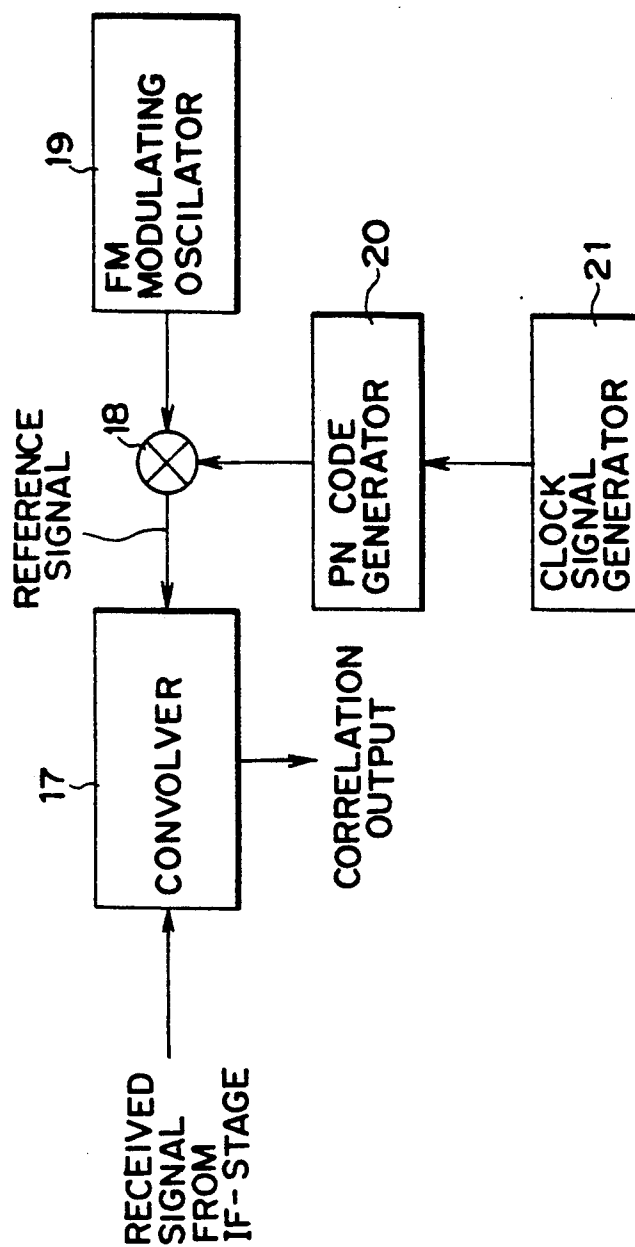 RECEIVED
SIGNAL
FROM
IF-STAGE
17
CONVOLVER
CORRELATION
OUTPUT
REFERENCE
SIGNAL
18
19
FM
MODULATING
OSCILATOR
PN CODE
GENERATOR
20
CLOCK
SIGNAL
GENERATOR
21